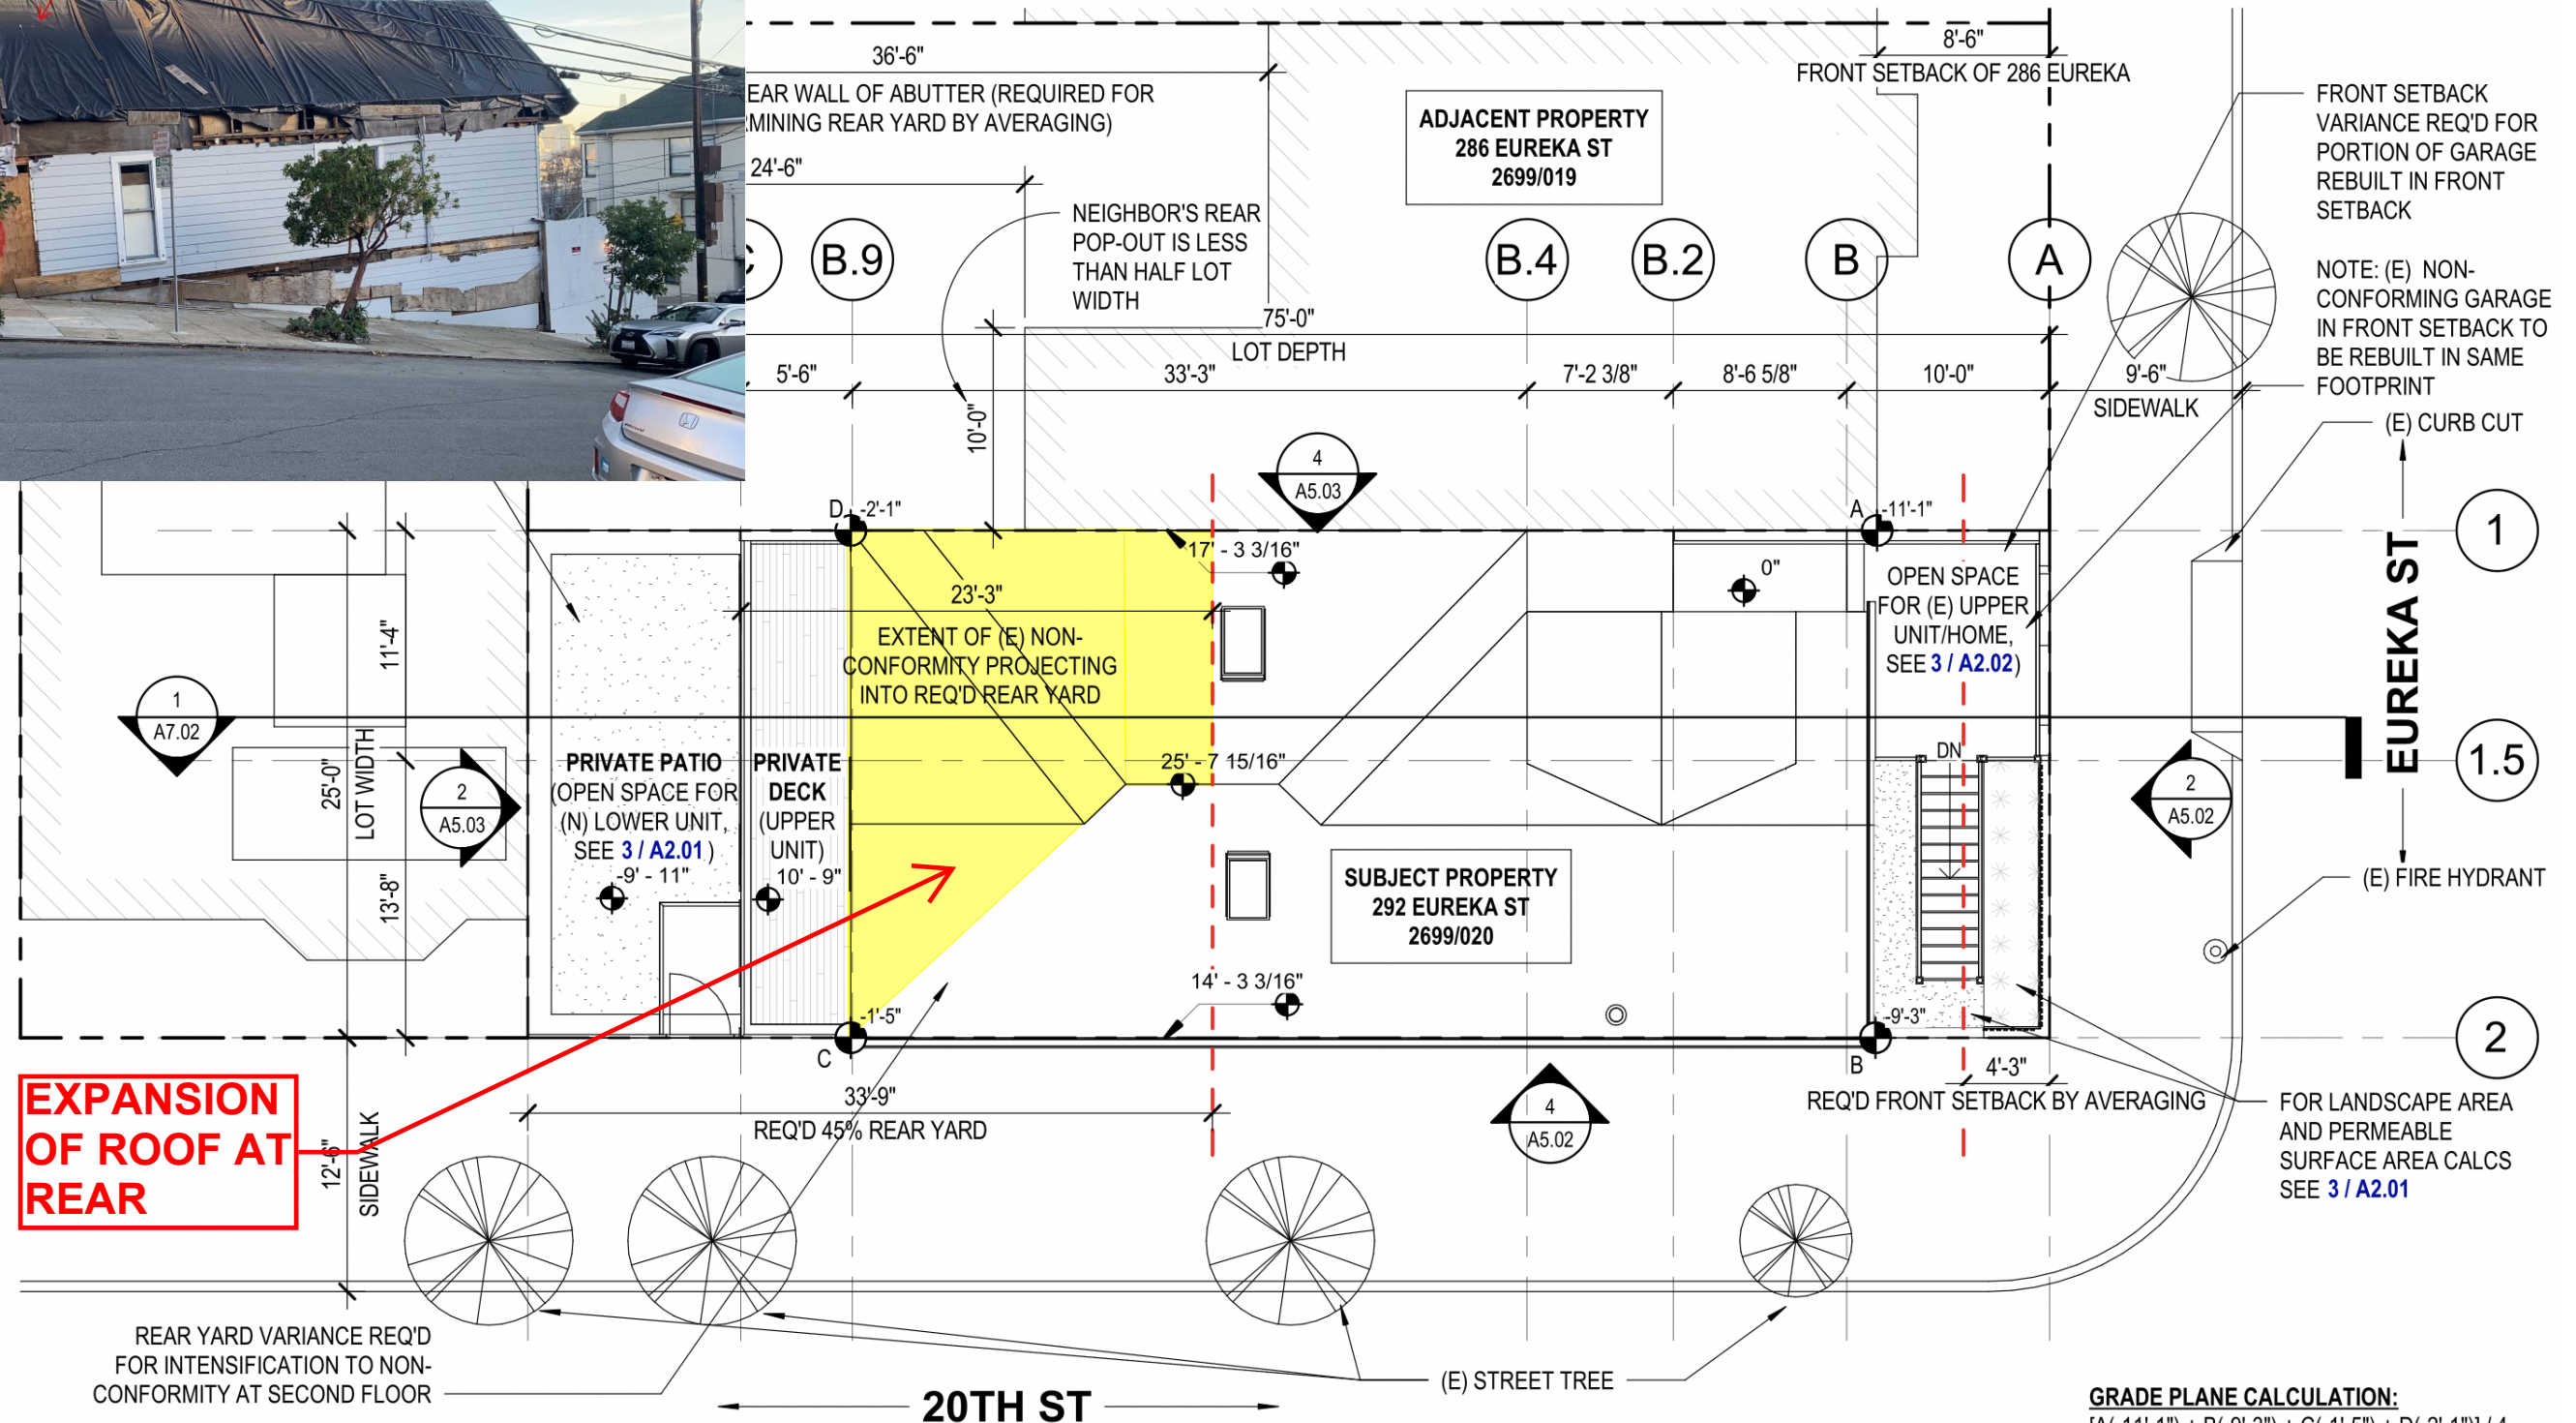 36'-6"
EAR WALL OF ABUTTER (REQUIRED FOR
MINING REAR YARD BY AVERAGING)
24'-6"
NEIGHBOR'S REAR
POP-OUT IS LESS
THAN HALF LOT
WIDTH
ADJACENT PROPERTY
286 EUREKA ST
2699/019
8'-6"
FRONT SETBACK OF 286 EUREKA
FRONT SETBACK
VARIANCE REQ'D FOR
PORTION OF GARAGE
REBUILT IN FRONT
SETBACK
NOTE: (E) NON-
CONFORMING GARAGE
IN FRONT SETBACK TO
BE REBUILT IN SAME
FOOTPRINT
B.9
B.4
B.2
B
A
75'-0"
LOT DEPTH
5'-6"
33'-3"
7'-2 3/8"
8'-6 5/8"
10'-0"
9'-6"
SIDEWALK
(E) CURB CUT
10'-0"
4
A5.03
D
-2'-1"
A
-11'-1"
1
17' - 3 3/16"
0"
23'-3"
EXTENT OF (E) NON-
CONFORMITY PROJECTING
INTO REQ'D REAR YARD
OPEN SPACE
FOR (E) UPPER
UNIT/HOME,
SEE 3 / A2.02)
EUREKA ST
11'-4"
1
A7.02
25'-0"
LOT WIDTH
2
A5.03
PRIVATE PATIO
(OPEN SPACE FOR
(N) LOWER UNIT,
SEE 3 / A2.01)
-9' - 11"
PRIVATE
DECK
(UPPER
UNIT)
10' - 9"
25' - 7 15/16"
DN
1.5
2
A5.02
SUBJECT PROPERTY
292 EUREKA ST
2699/020
(E) FIRE HYDRANT
13'-8"
14' - 3 3/16"
-1'-5"
C
-9'-3"
B
2
4'-3"
REQ'D FRONT SETBACK BY AVERAGING
33'-9"
REQ'D 45% REAR YARD
4
A5.02
FOR LANDSCAPE AREA
AND PERMEABLE
SURFACE AREA CALCS
SEE 3 / A2.01
EXPANSION
OF ROOF AT
REAR
12'-6"
SIDEWALK
REAR YARD VARIANCE REQ'D
FOR INTENSIFICATION TO NON-
CONFORMITY AT SECOND FLOOR
(E) STREET TREE
20TH ST
GRADE PLANE CALCULATION: